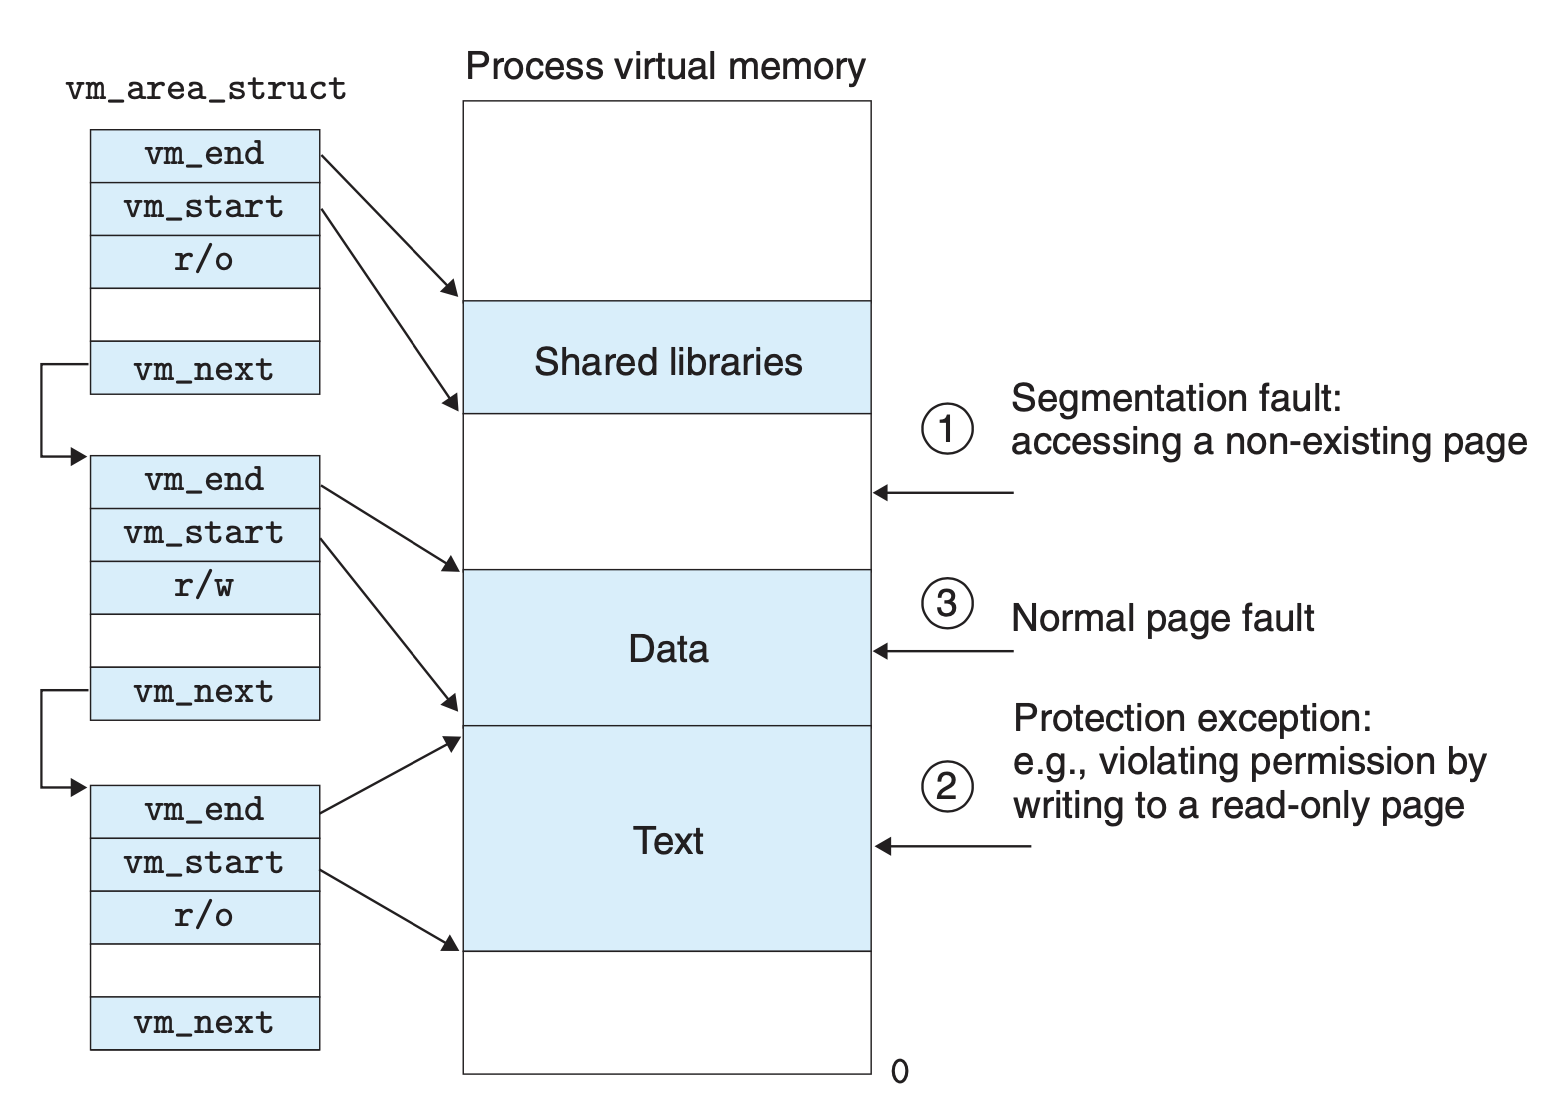 Process virtual memory
vm_area_struct
vm_end
vm_start
r/o
vm_next
vm_end
vm_start
r/w
vm_next
vm_end
vm_start
r/o
vm_next
Shared libraries
Data
Text
0
1
Segmentation fault:
accessing a non-existing page
3
Normal page fault
2
Protection exception:
e.g., violating permission by
writing to a read-only page